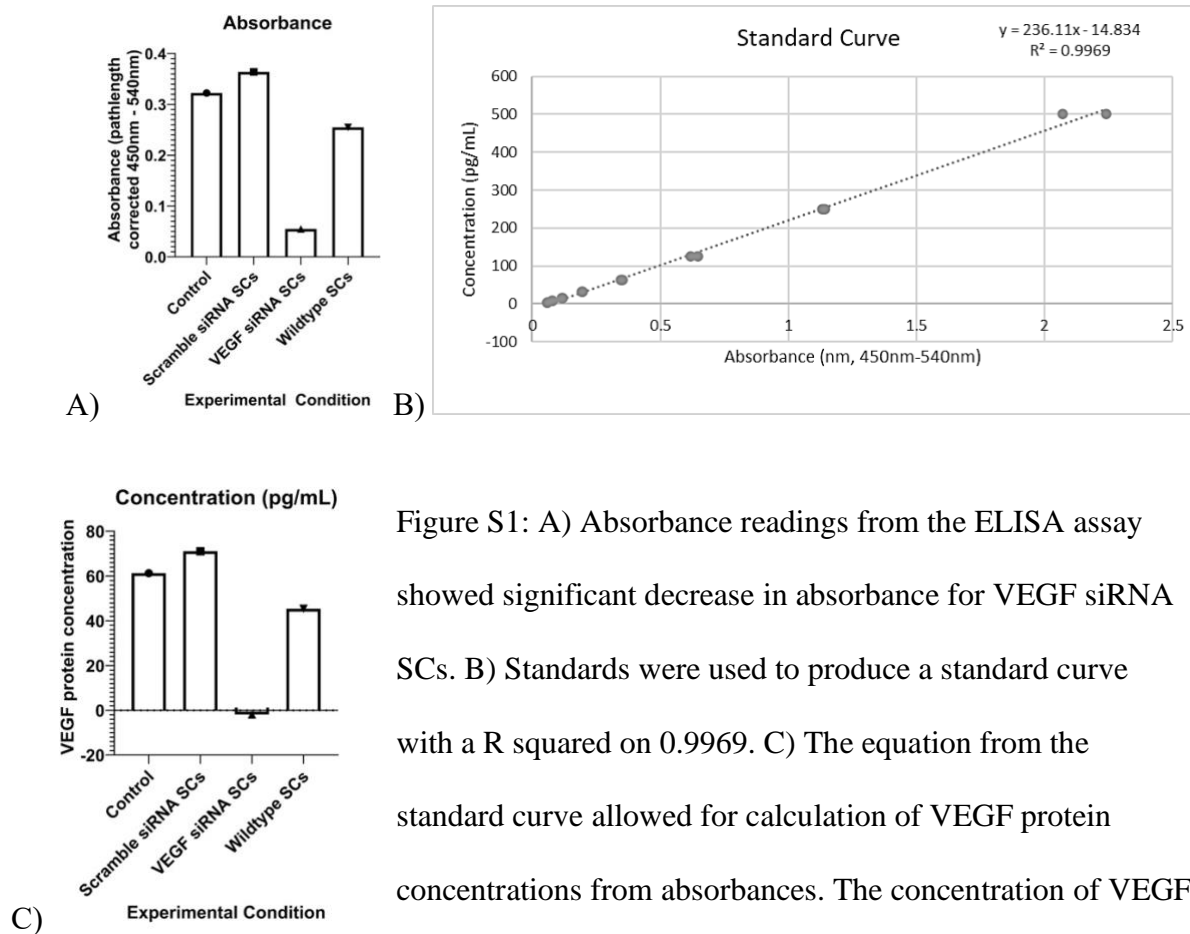 Absorbance
Absorbance (pathlength
corrected 450nm - 540nm)
0.4
0.3
0.2
0.1
0.0
Control
Scramble siRNA SCs
VEGF siRNA SCs
Wildtype SCs
Experimental Condition
A)
Standard Curve
y = 236.11x - 14.834
R² = 0.9969
Concentration (pg/mL)
600
500
400
300
200
100
0
-100
0
0.5
1
1.5
2
2.5
Absorbance (nm, 450nm-540nm)
B)
Concentration (pg/mL)
VEGF protein concentration
80
60
40
20
0
-20
Control
Scramble siRNA SCs
VEGF siRNA SCs
Wildtype SCs
Experimental Condition
C)
Figure S1: A) Absorbance readings from the ELISA assay
showed significant decrease in absorbance for VEGF siRNA
SCs. B) Standards were used to produce a standard curve
with a R squared on 0.9969. C) The equation from the
standard curve allowed for calculation of VEGF protein
concentrations from absorbances. The concentration of VEGF